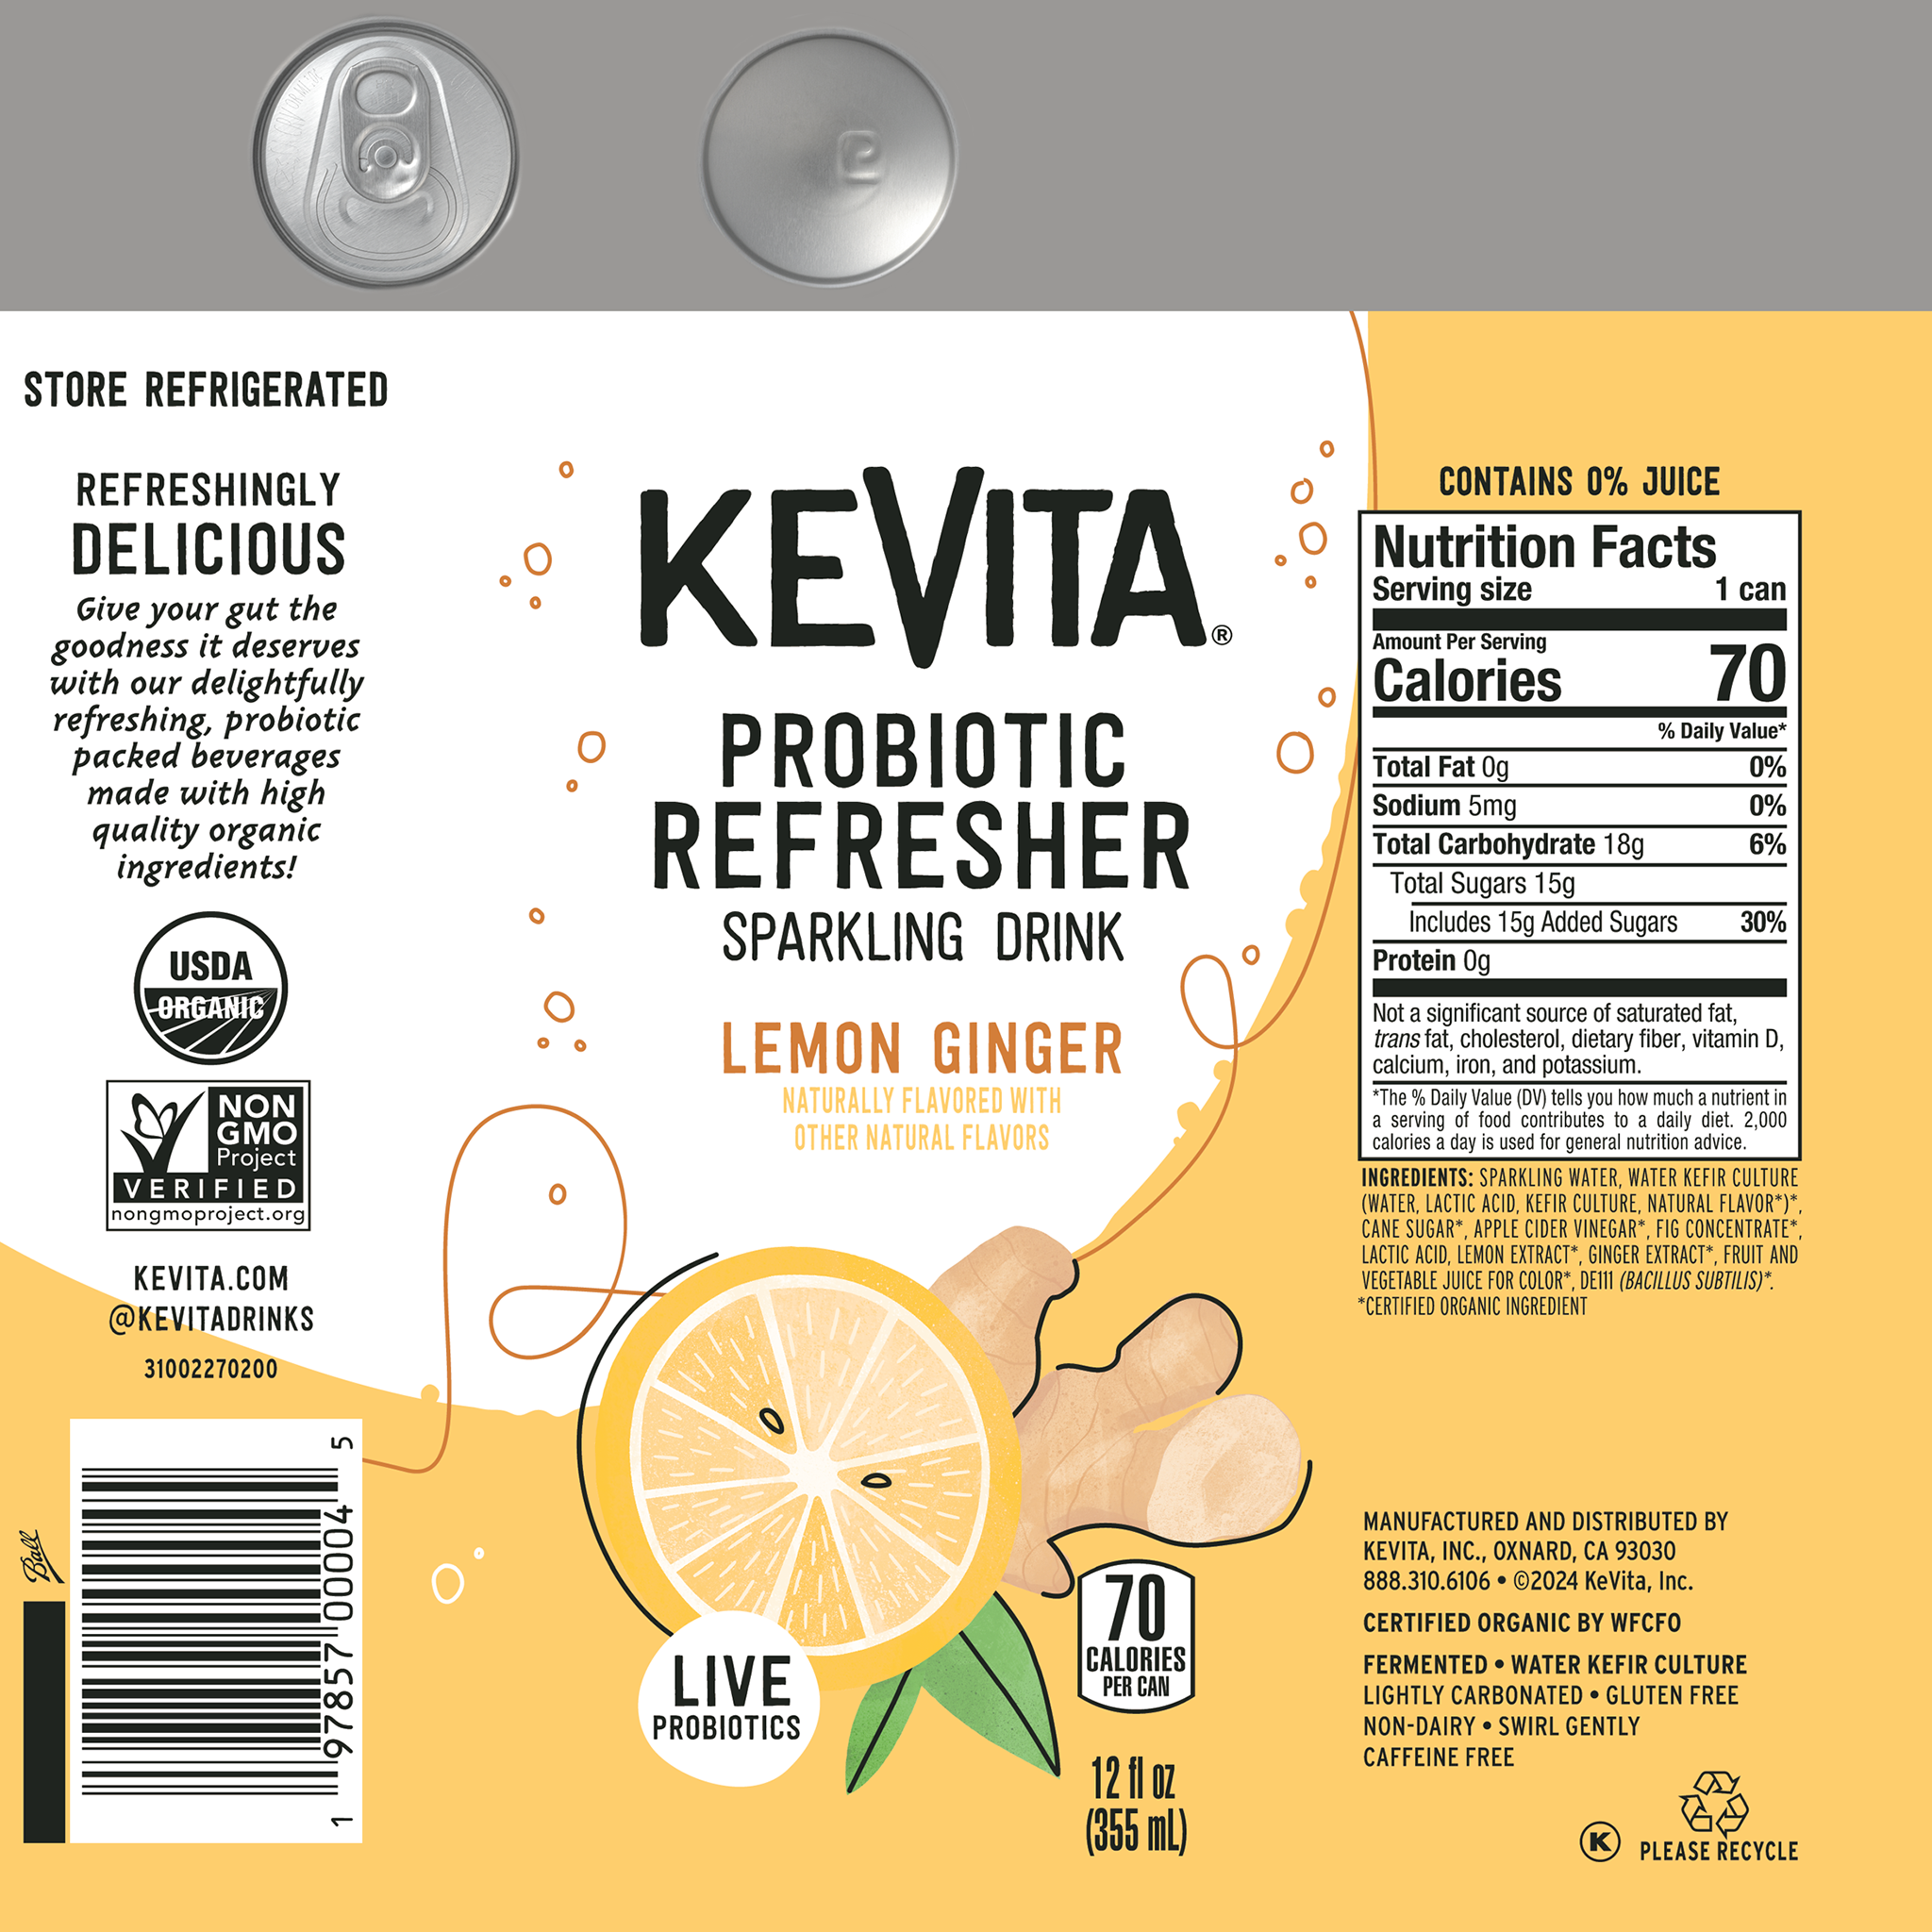 STORE REFRIGERATED
REFRESHINGLY
DELICIOUS
Give your gut the
goodness it deserves
with our delightfully
refreshing, probiotic
packed beverages
made with high
quality organic
ingredients!
USDA
ORGANIC
NON
GMO
Project
VERIFIED
nongmoproject.org
KEVITA.COM
@KEVITADRINKS
31002270200
Ball
1 97857 00004 5
KEVITA®
PROBIOTIC
REFRESHER
SPARKLING DRINK
LEMON GINGER
NATURALLY FLAVORED WITH
OTHER NATURAL FLAVORS
LIVE
PROBIOTICS
70
CALORIES
PER CAN
12 fl oz
(355 mL)
CONTAINS 0% JUICE
Nutrition Facts
Serving size 1 can
Amount Per Serving
Calories 70
% Daily Value*
Total Fat 0g 0%
Sodium 5mg 0%
Total Carbohydrate 18g 6%
Total Sugars 15g
Includes 15g Added Sugars 30%
Protein 0g
Not a significant source of saturated fat,
trans fat, cholesterol, dietary fiber, vitamin D,
calcium, iron, and potassium.
*The % Daily Value (DV) tells you how much a nutrient in
a serving of food contributes to a daily diet. 2,000
calories a day is used for general nutrition advice.
INGREDIENTS: SPARKLING WATER, WATER KEFIR CULTURE
(WATER, LACTIC ACID, KEFIR CULTURE, NATURAL FLAVOR*)*,
CANE SUGAR*, APPLE CIDER VINEGAR*, FIG CONCENTRATE*,
LACTIC ACID, LEMON EXTRACT*, GINGER EXTRACT*, FRUIT AND
VEGETABLE JUICE FOR COLOR*, DE111 (BACILLUS SUBTILIS)*.
*CERTIFIED ORGANIC INGREDIENT
MANUFACTURED AND DISTRIBUTED BY
KEVITA, INC., OXNARD, CA 93030
888.310.6106 • ©2024 KeVita, Inc.
CERTIFIED ORGANIC BY WFCFO
FERMENTED • WATER KEFIR CULTURE
LIGHTLY CARBONATED • GLUTEN FREE
NON-DAIRY • SWIRL GENTLY
CAFFEINE FREE
K
PLEASE RECYCLE